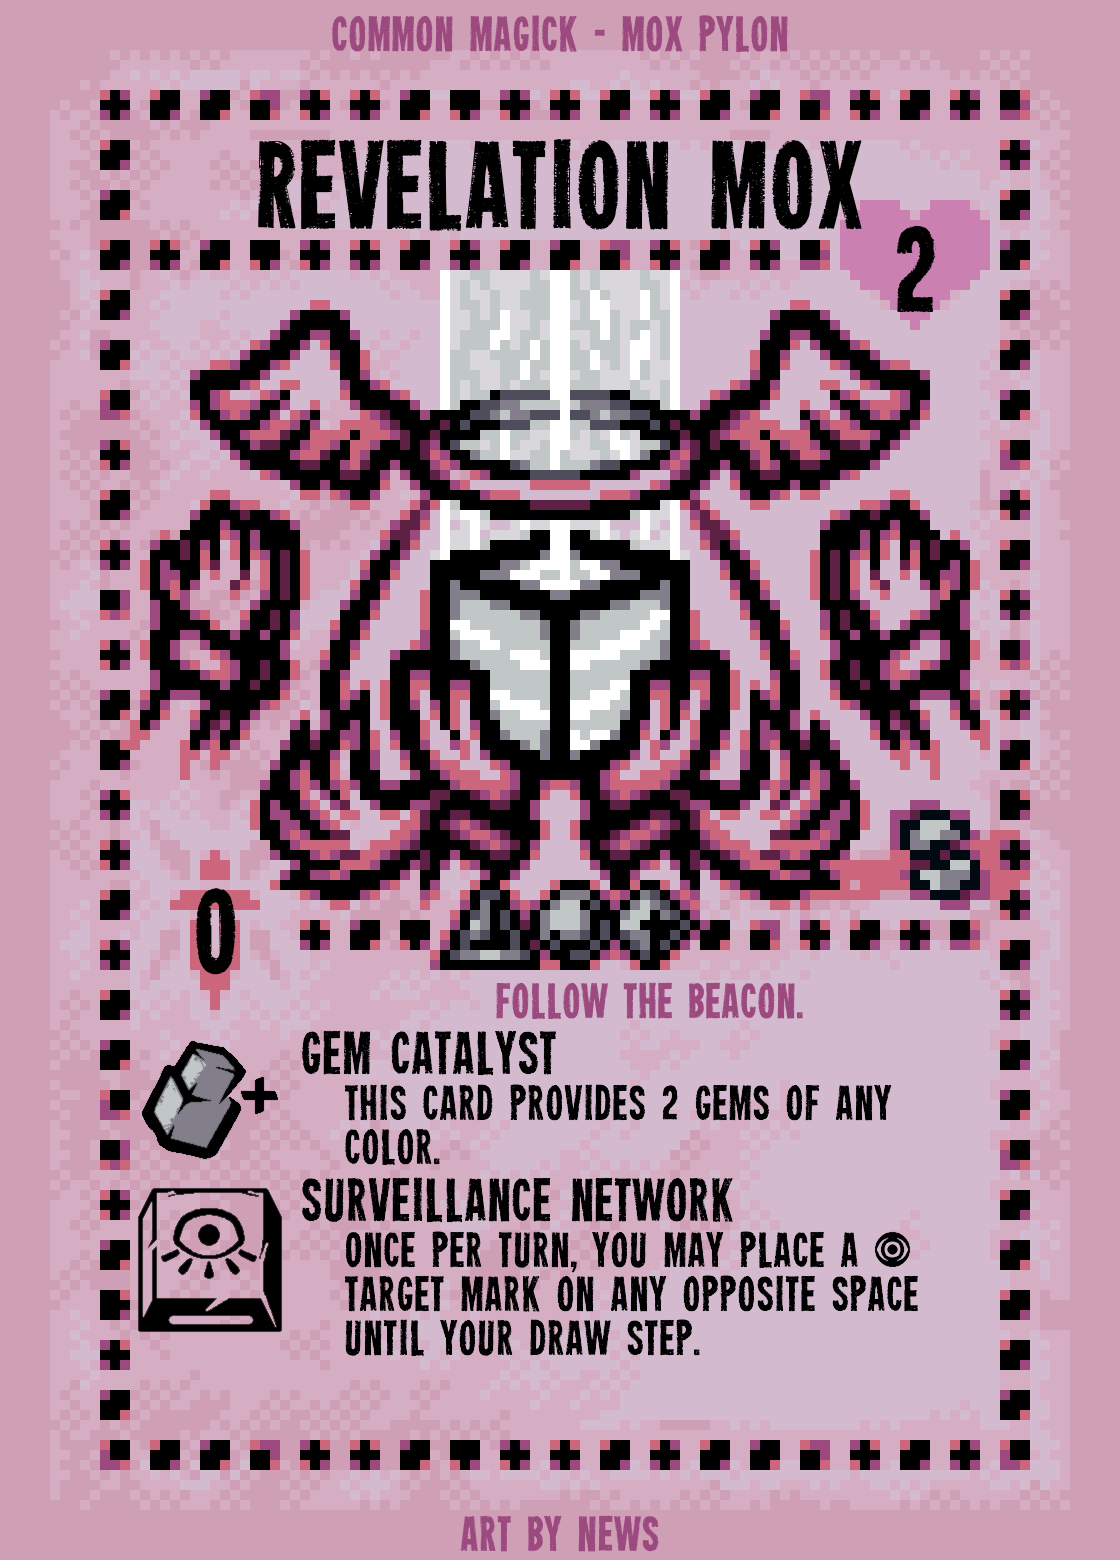 COMMON MAGICK - MOX PYLON
REVELATION MOX
2
0
FOLLOW THE BEACON.
GEM CATALYST
THIS CARD PROVIDES 2 GEMS OF ANY
COLOR.
SURVEILLANCE NETWORK
ONCE PER TURN, YOU MAY PLACE A
TARGET MARK ON ANY OPPOSITE SPACE
UNTIL YOUR DRAW STEP.
ART BY NEWS